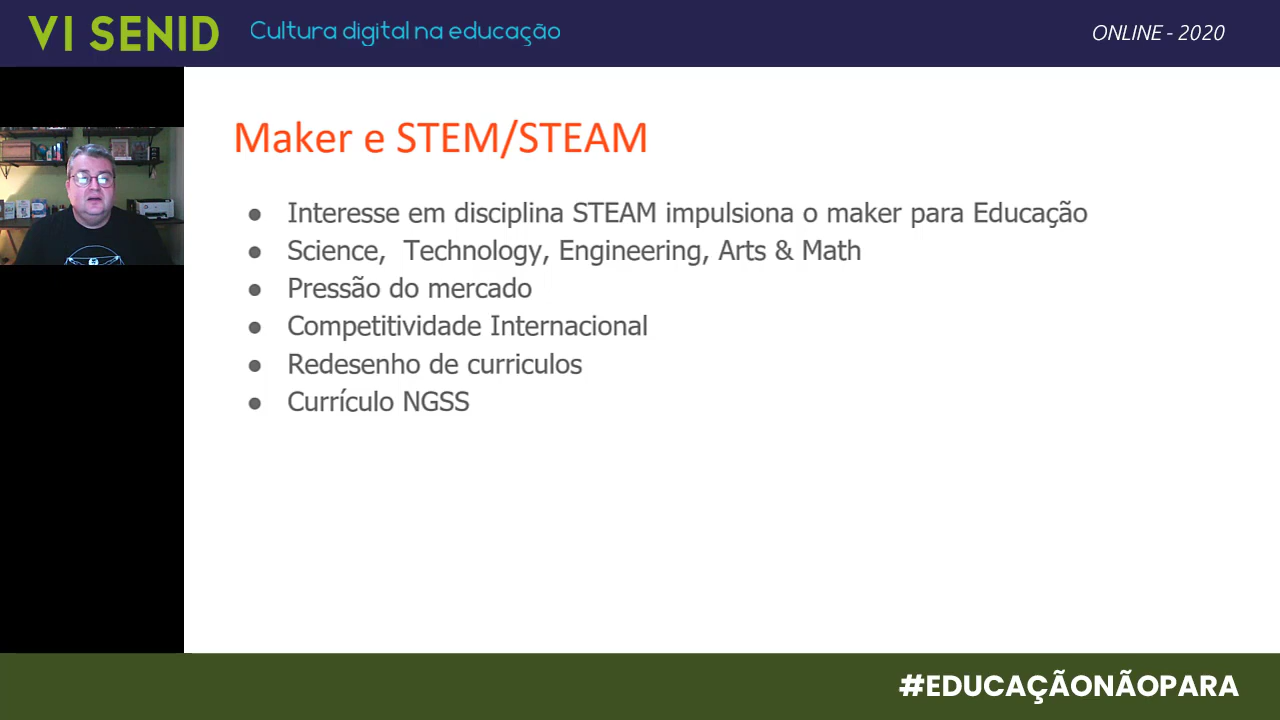 VI SENID
Cultura digital na educação
ONLINE - 2020
Maker e STEM/STEAM
● Interesse em disciplina STEAM impulsiona o maker para Educação
● Science,  Technology, Engineering, Arts & Math
● Pressão do mercado
● Competitividade Internacional
● Redesenho de curriculos
● Currículo NGSS
#EDUCAÇÃONÃOPARA